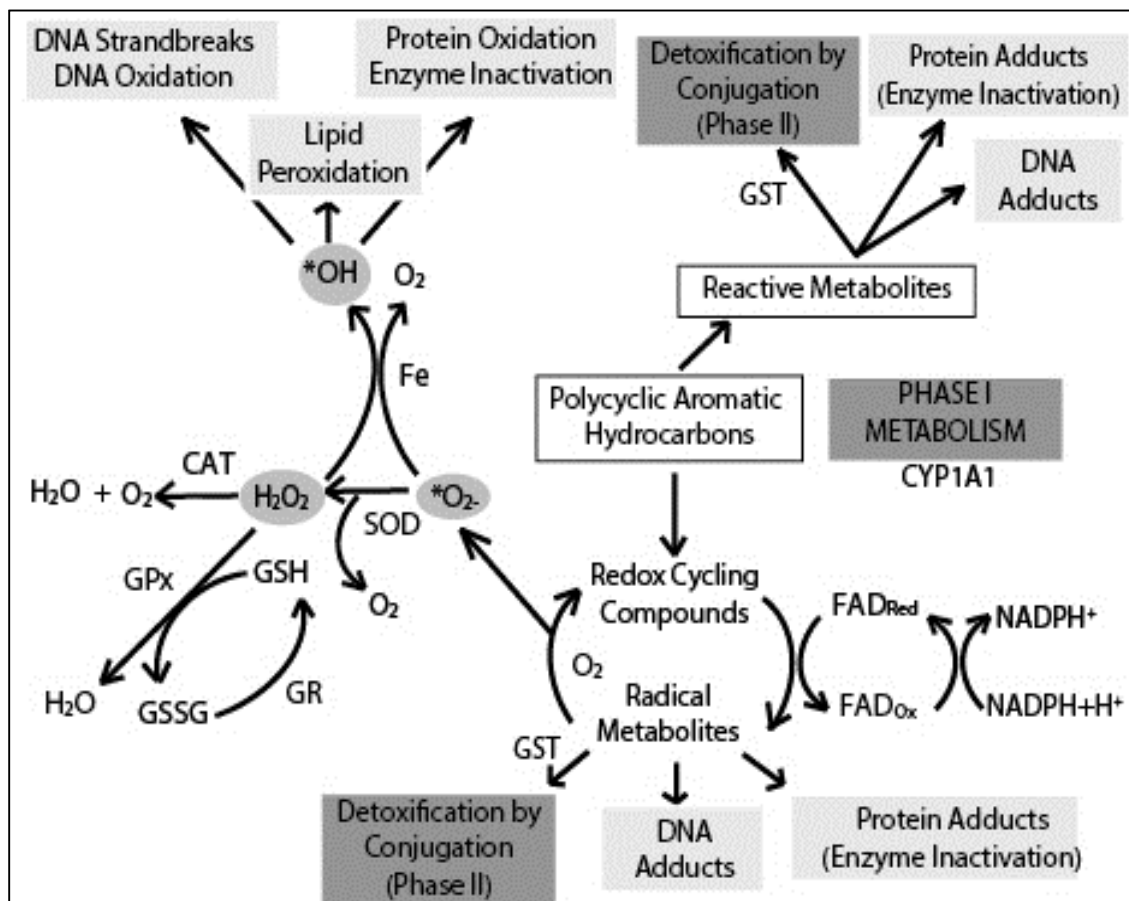 DNA Strandbreaks
DNA Oxidation
Protein Oxidation
Enzyme Inactivation
Lipid
Peroxidation
*OH
O₂
Fe
CAT
H₂O + O₂
H₂O₂
*O₂-
SOD
O₂
GPx
GSH
GR
H₂O
GSSG
Detoxification by
Conjugation
(Phase II)
Protein Adducts
(Enzyme Inactivation)
GST
DNA
Adducts
Reactive Metabolites
Polycyclic Aromatic
Hydrocarbons
PHASE I
METABOLISM
CYP1A1
Redox Cycling
Compounds
O₂
Radical
Metabolites
FADRed
NADPH⁺
FADOx
NADPH+H⁺
GST
Detoxification by
Conjugation
(Phase II)
DNA
Adducts
Protein Adducts
(Enzyme Inactivation)